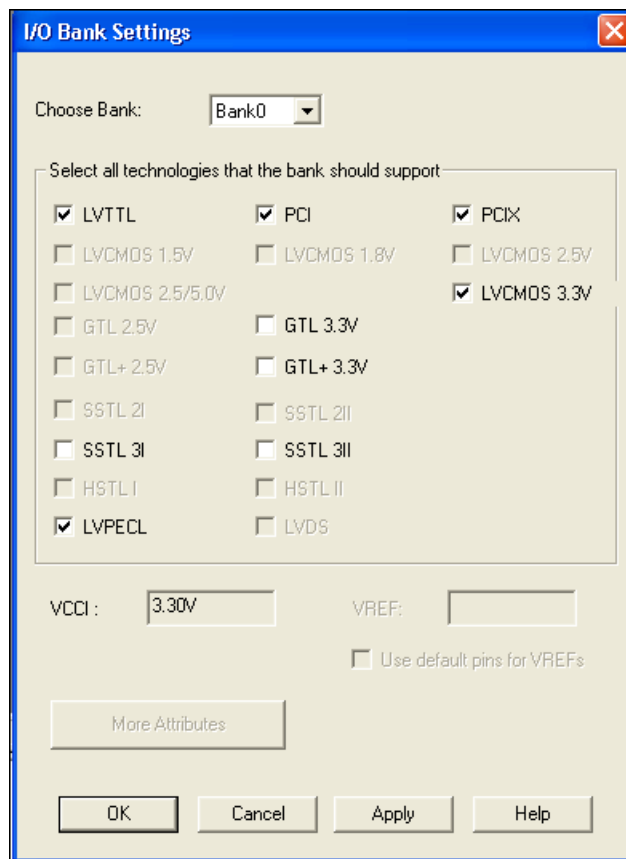 I/O Bank Settings
Choose Bank: Bank0
Select all technologies that the bank should support
LVTTL PCI PCIX
LVCMOS 1.5V LVCMOS 1.8V LVCMOS 2.5V
LVCMOS 2.5/5.0V LVCMOS 3.3V
GTL 2.5V GTL 3.3V
GTL+ 2.5V GTL+ 3.3V
SSTL 2I SSTL 2II
SSTL 3I SSTL 3II
HSTL I HSTL II
LVPECL LVDS
VCCI : 3.30V VREF:
Use default pins for VREFs
More Attributes
OK Cancel Apply Help